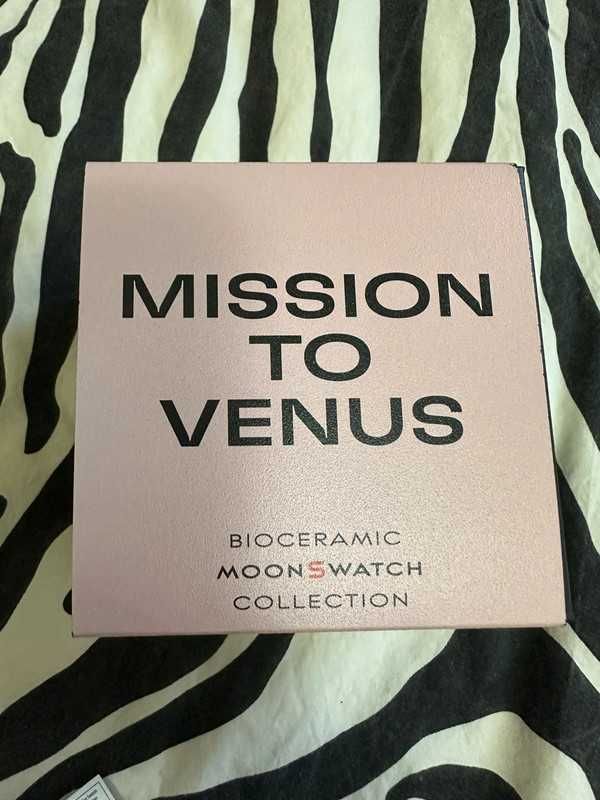 MISSION
TO
VENUS
BIOCERAMIC
MOONSWATCH
COLLECTION